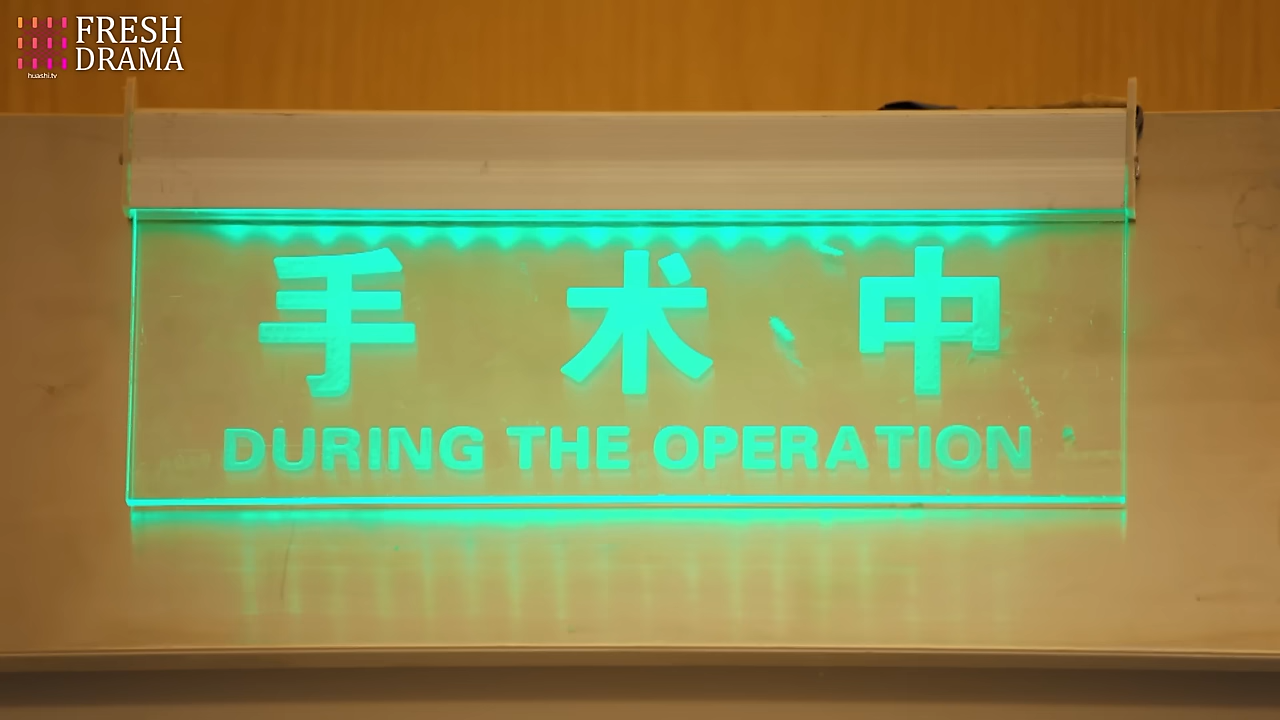 FRESH
DRAMA
huashi.tv
手术中
DURING THE OPERATION